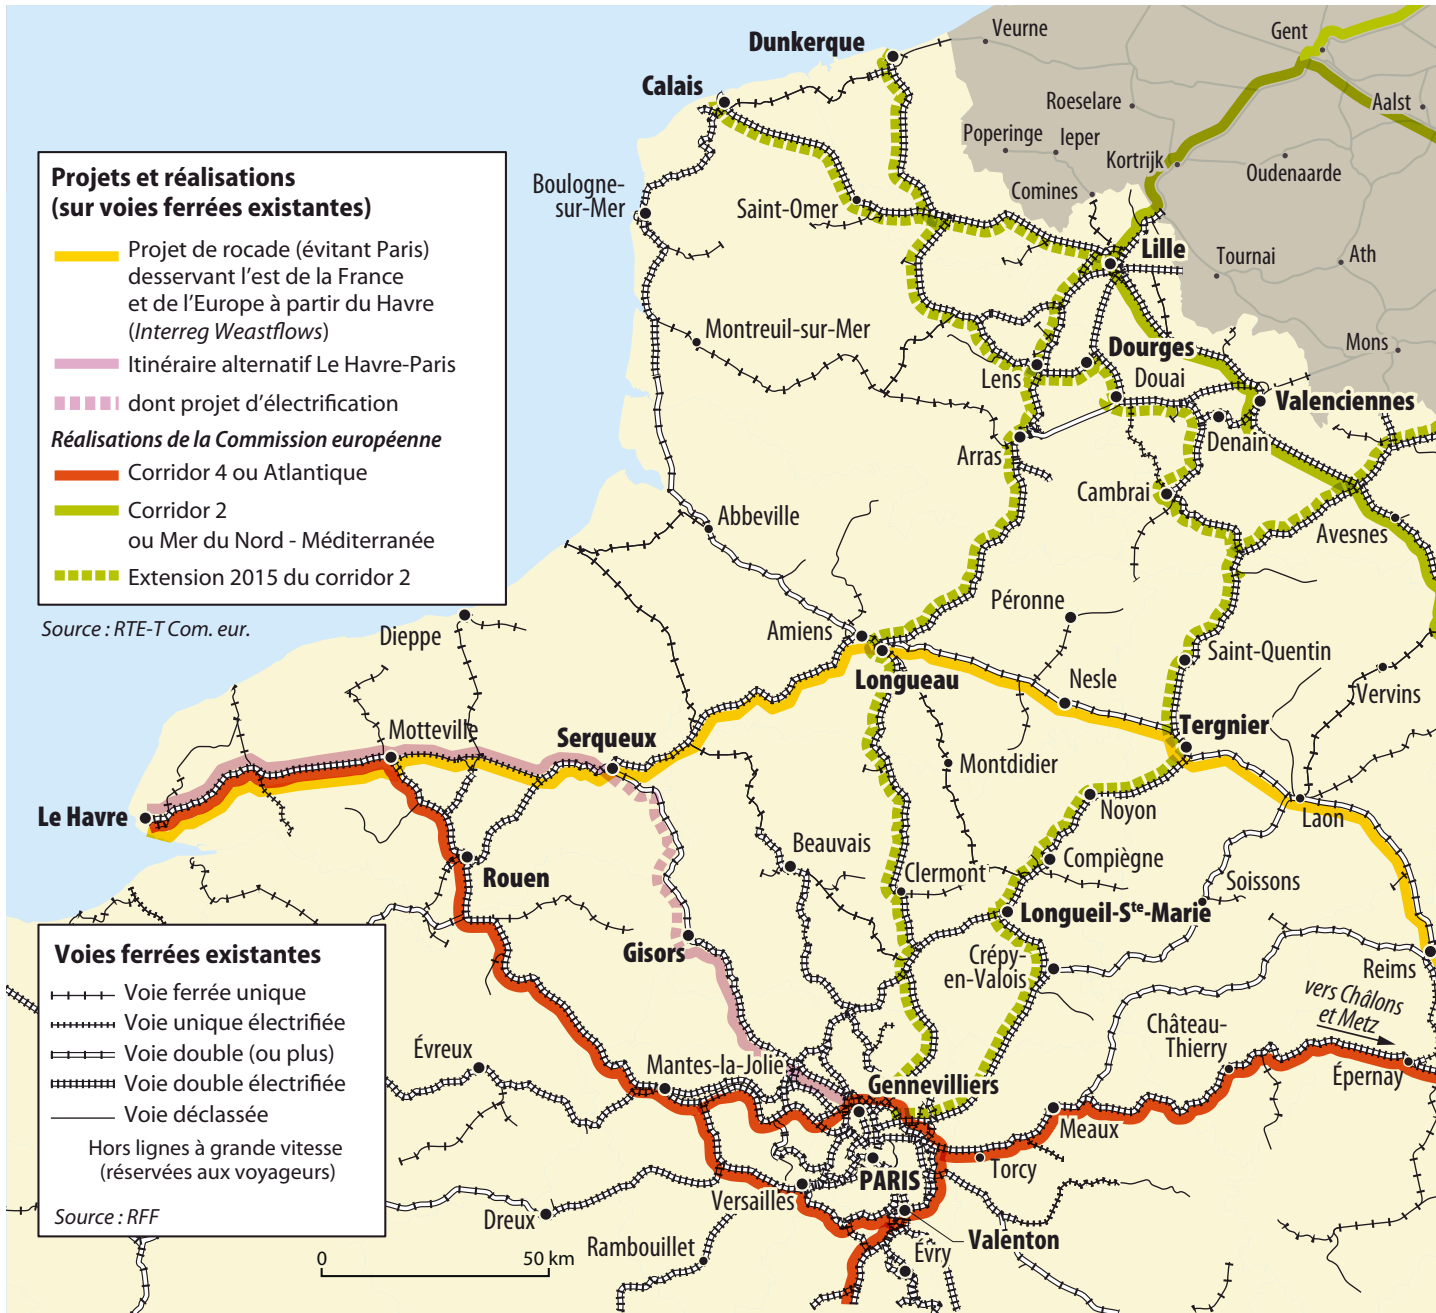 Dunkerque
Veurne
Gent
Calais
Roeselare
Aalst
Poperinge
Ieper
Kortrijk
Oudenaarde
Comines
Projets et réalisations
(sur voies ferrées existantes)
Projet de rocade (évitant Paris)
desservant l'est de la France
et de l'Europe à partir du Havre
(Interreg Weastflows)
Itinéraire alternatif Le Havre-Paris
dont projet d'électrification
Réalisations de la Commission européenne
Corridor 4 ou Atlantique
Corridor 2
ou Mer du Nord - Méditerranée
Extension 2015 du corridor 2
Source : RTE-T Com. eur.
Boulogne-
sur-Mer
Saint-Omer
Lille
Tournai
Ath
Montreuil-sur-Mer
Mons
Dourges
Lens
Douai
Valenciennes
Denain
Arras
Cambrai
Abbeville
Avesnes
Péronne
Dieppe
Amiens
Longueau
Saint-Quentin
Nesle
Vervins
Motteville
Serqueux
Tergnier
Montdidier
Le Havre
Noyon
Laon
Beauvais
Compiègne
Rouen
Clermont
Soissons
Longueil-Ste-Marie
Gisors
Crépy-
en-Valois
Reims
vers Châlons
et Metz
Voies ferrées existantes
Voie ferrée unique
Voie unique électrifiée
Voie double (ou plus)
Voie double électrifiée
Voie déclassée
Hors lignes à grande vitesse
(réservées aux voyageurs)
Source : RFF
Château-
Thierry
Évreux
Mantes-la-Jolie
Gennevilliers
Épernay
Meaux
Torcy
PARIS
Versailles
Dreux
Valenton
Rambouillet
Évry
0
50 km